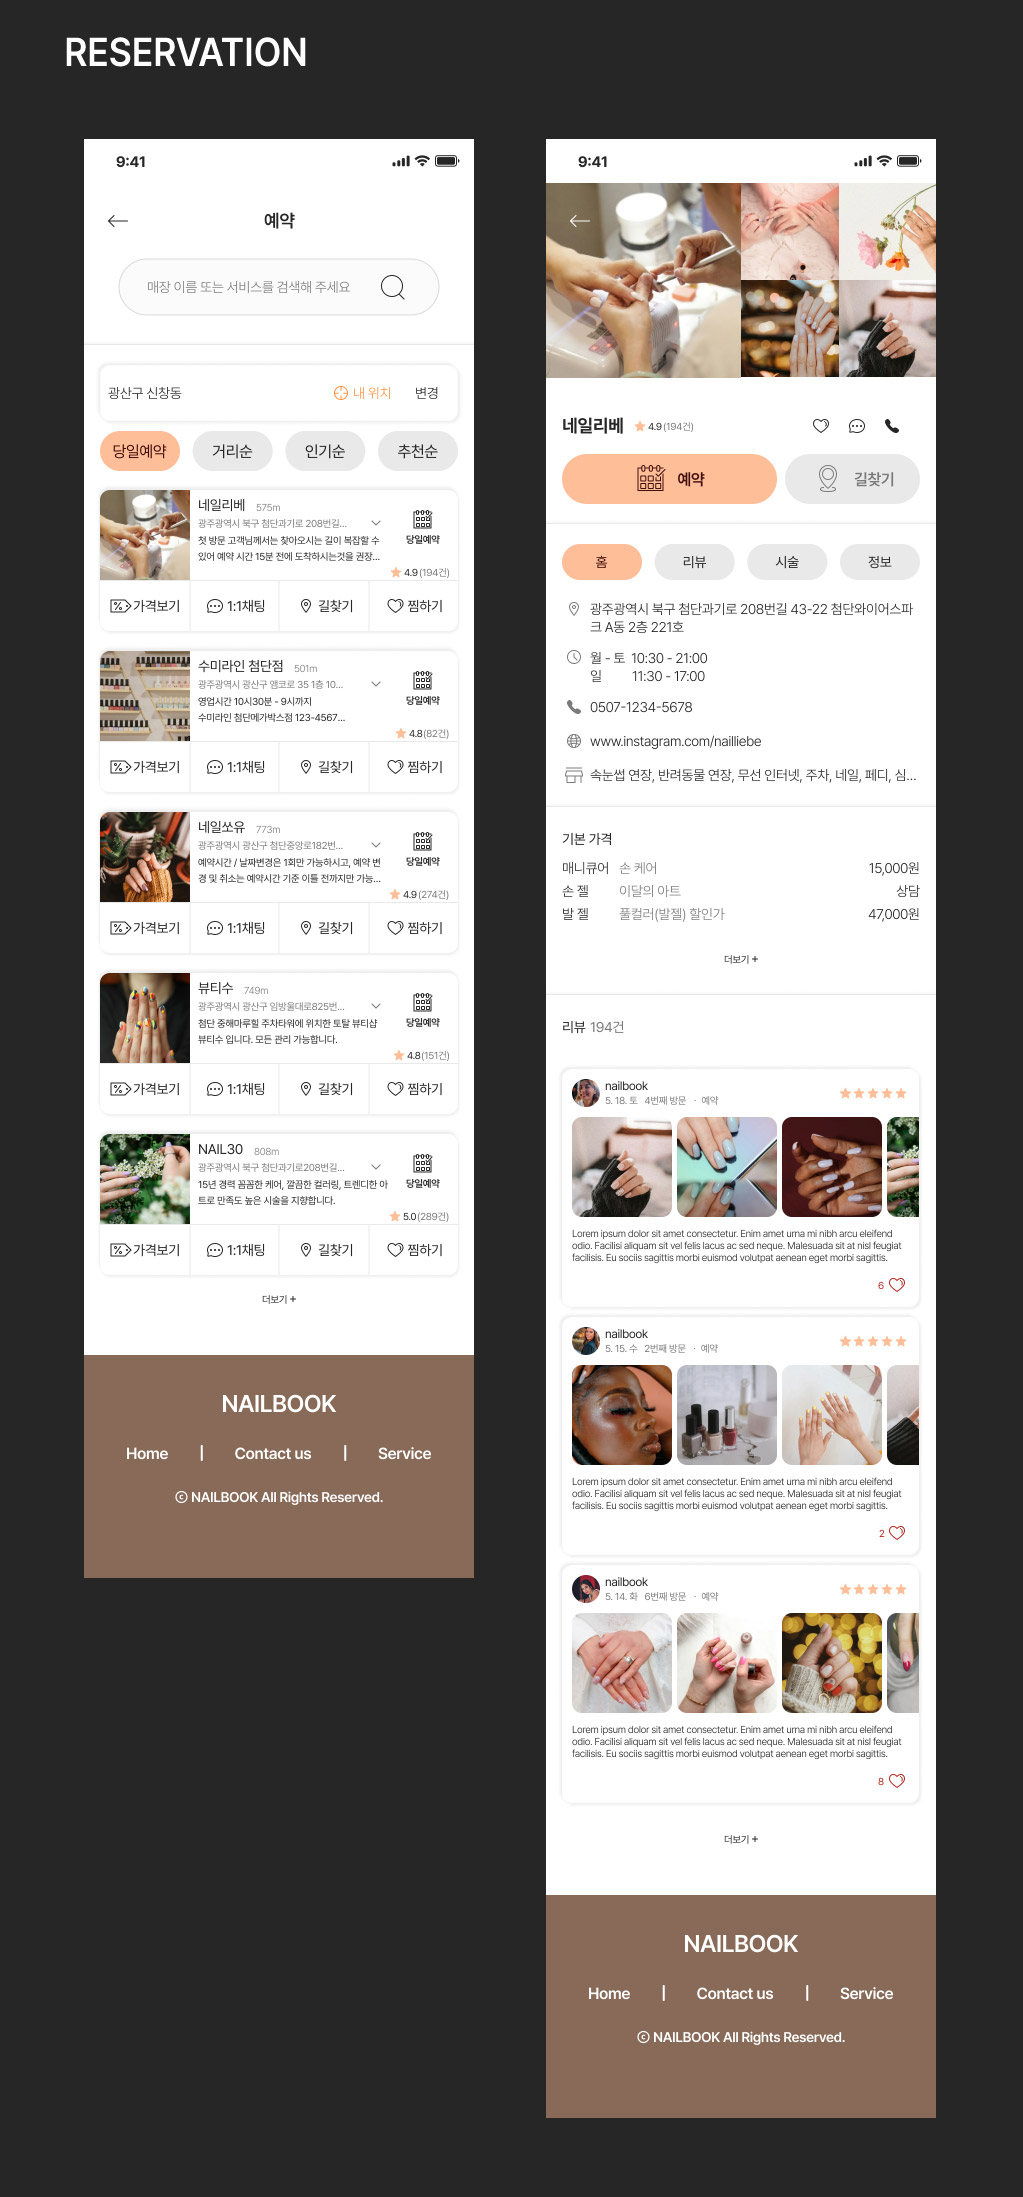 RESERVATION
9:41
예약
매장 이름 또는 서비스를 검색해 주세요
광산구 신창동 내 위치 변경
당일예약 거리순 인기순 추천순
네일리베 575m
광주광역시 북구 첨단과기로 208번길...
첫 방문 고객님께서는 찾아오시는 길이 복잡할 수
있어 예약 시간 15분 전에 도착하시는것을 권장...
당일예약
4.9(194건)
가격보기 1:1채팅 길찾기 찜하기
수미라인 첨단점 501m
광주광역시 광산구 앰코로 35 1층 10...
영업시간 10시30분 - 9시까지
수미라인 첨단메가박스점 123-4567...
당일예약
4.8(82건)
가격보기 1:1채팅 길찾기 찜하기
네일쏘유 773m
광주광역시 광산구 첨단중앙로182번...
예약시간 / 날짜변경은 1회만 가능하시고, 예약 변
경 및 취소는 예약시간 기준 이틀 전까지만 가능...
당일예약
4.9(274건)
가격보기 1:1채팅 길찾기 찜하기
뷰티수 749m
광주광역시 광산구 임방울대로825번...
첨단 중해마루힐 주차타워에 위치한 토탈 뷰티샵
뷰티수 입니다. 모든 관리 가능합니다.
당일예약
4.8(151건)
가격보기 1:1채팅 길찾기 찜하기
NAIL30 808m
광주광역시 북구 첨단과기로208번길...
15년 경력 꼼꼼한 케어, 깔끔한 컬러링, 트렌디한 아
트로 만족도 높은 시술을 지향합니다.
당일예약
5.0(289건)
가격보기 1:1채팅 길찾기 찜하기
더보기 +
NAILBOOK
Home | Contact us | Service
ⓒ NAILBOOK All Rights Reserved.
9:41
네일리베 4.9(194건)
예약 길찾기
홈 리뷰 시술 정보
광주광역시 북구 첨단과기로 208번길 43-22 첨단와이어스파
크 A동 2층 221호
월 - 토 10:30 - 21:00
일 11:30 - 17:00
0507-1234-5678
www.instagram.com/nailliebe
속눈썹 연장, 반려동물 연장, 무선 인터넷, 주차, 네일, 페디, 심...
기본 가격
매니큐어 손 케어 15,000원
손 젤 이달의 아트 상담
발 젤 풀컬러(발젤) 할인가 47,000원
더보기 +
리뷰 194건
nailbook
5. 18. 토 4번째 방문 · 예약
Lorem ipsum dolor sit amet consectetur. Enim amet urna mi nibh arcu eleifend
odio. Facilisi aliquam sit vel felis lacus ac sed neque. Malesuada sit at nisl feugiat
facilisis. Eu sociis sagittis morbi euismod volutpat aenean eget morbi sagittis.
6
nailbook
5. 15. 수 2번째 방문 · 예약
Lorem ipsum dolor sit amet consectetur. Enim amet urna mi nibh arcu eleifend
odio. Facilisi aliquam sit vel felis lacus ac sed neque. Malesuada sit at nisl feugiat
facilisis. Eu sociis sagittis morbi euismod volutpat aenean eget morbi sagittis.
2
nailbook
5. 14. 화 6번째 방문 · 예약
Lorem ipsum dolor sit amet consectetur. Enim amet urna mi nibh arcu eleifend
odio. Facilisi aliquam sit vel felis lacus ac sed neque. Malesuada sit at nisl feugiat
facilisis. Eu sociis sagittis morbi euismod volutpat aenean eget morbi sagittis.
8
더보기 +
NAILBOOK
Home | Contact us | Service
ⓒ NAILBOOK All Rights Reserved.